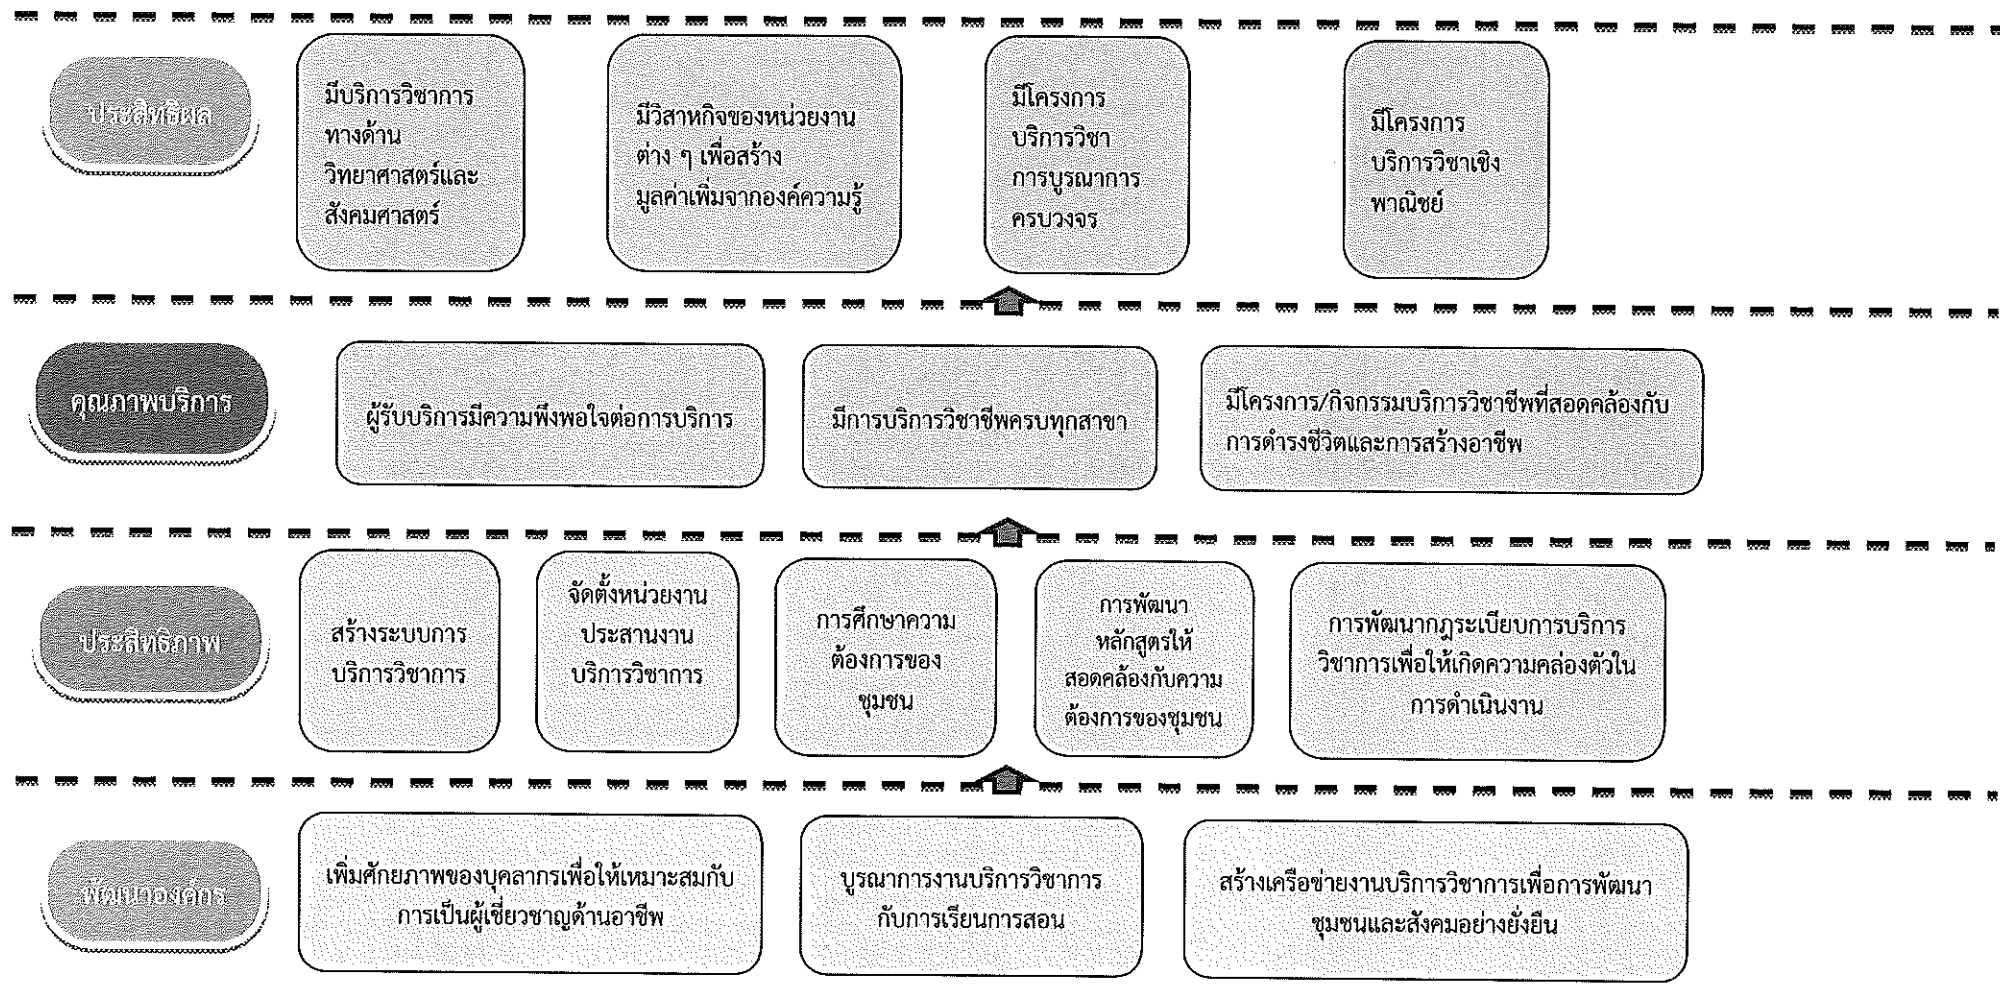 ประสิทธิผล
มีบริการวิชาการ
ทางด้าน
วิทยาศาสตร์และ
สังคมศาสตร์
มีวิสาหกิจของหน่วยงาน
ต่าง ๆ เพื่อสร้าง
มูลค่าเพิ่มจากองค์ความรู้
มีโครงการ
บริการวิชา
การบูรณาการ
ครบวงจร
มีโครงการ
บริการวิชาเชิง
พาณิชย์
คุณภาพบริการ
ผู้รับบริการมีความพึงพอใจต่อการบริการ
มีการบริการวิชาชีพครบทุกสาขา
มีโครงการ/กิจกรรมบริการวิชาชีพที่สอดคล้องกับ
การดำรงชีวิตและการสร้างอาชีพ
ประสิทธิภาพ
สร้างระบบการ
บริการวิชาการ
จัดตั้งหน่วยงาน
ประสานงาน
บริการวิชาการ
การศึกษาความ
ต้องการของ
ชุมชน
การพัฒนา
หลักสูตรให้
สอดคล้องกับความ
ต้องการของชุมชน
การพัฒนากฎระเบียบการบริการ
วิชาการเพื่อให้เกิดความคล่องตัวใน
การดำเนินงาน
พัฒนาองค์กร
เพิ่มศักยภาพของบุคลากรเพื่อให้เหมาะสมกับ
การเป็นผู้เชี่ยวชาญด้านอาชีพ
บูรณาการงานบริการวิชาการ
กับการเรียนการสอน
สร้างเครือข่ายงานบริการวิชาการเพื่อการพัฒนา
ชุมชนและสังคมอย่างยั่งยืน